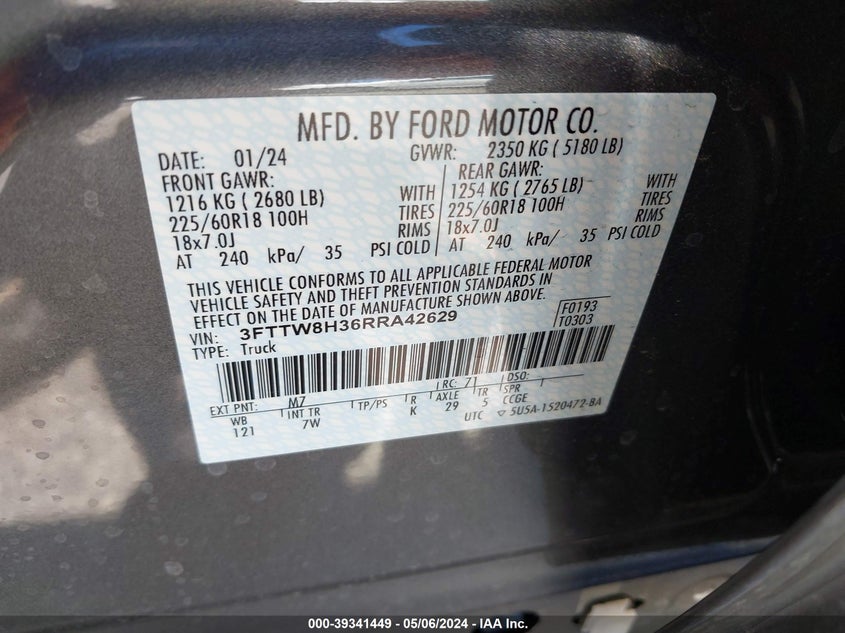 MFD. BY FORD MOTOR CO.
DATE: 01/24 GVWR: 2350 KG ( 5180 LB)
FRONT GAWR:
1216 KG ( 2680 LB) WITH
225/60R18 100H TIRES
18x7.0J RIMS
AT 240 kPa/ 35 PSI COLD
REAR GAWR:
1254 KG ( 2765 LB) WITH
225/60R18 100H TIRES
18x7.0J RIMS
AT 240 kPa/ 35 PSI COLD
THIS VEHICLE CONFORMS TO ALL APPLICABLE FEDERAL MOTOR
VEHICLE SAFETY AND THEFT PREVENTION STANDARDS IN
EFFECT ON THE DATE OF MANUFACTURE SHOWN ABOVE.
VIN: 3FTTW8H36RRA42629
TYPE: Truck
F0193
T0303
EXT PNT: M7 RC: 71 DSO:
WB INT TR TP/PS R AXLE TR SPR
121 7W K 29 5 CCGE
UTC 5U5A-1520472-BA
000-39341449 — 05/06/2024 — IAA Inc.